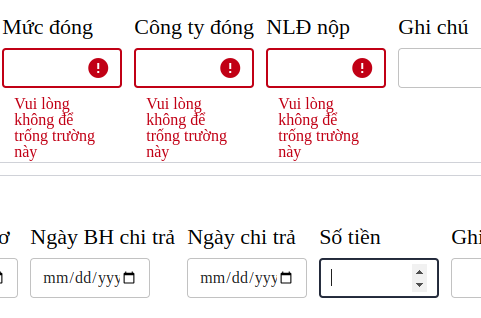 Mức đóng Công ty đóng NLĐ nộp Ghi chú
Vui lòng Vui lòng Vui lòng
không để không để không để
trống trường trống trường trống trường
này này này
Ngày BH chi trả Ngày chi trả Số tiền
mm/dd/yyy mm/dd/yyy